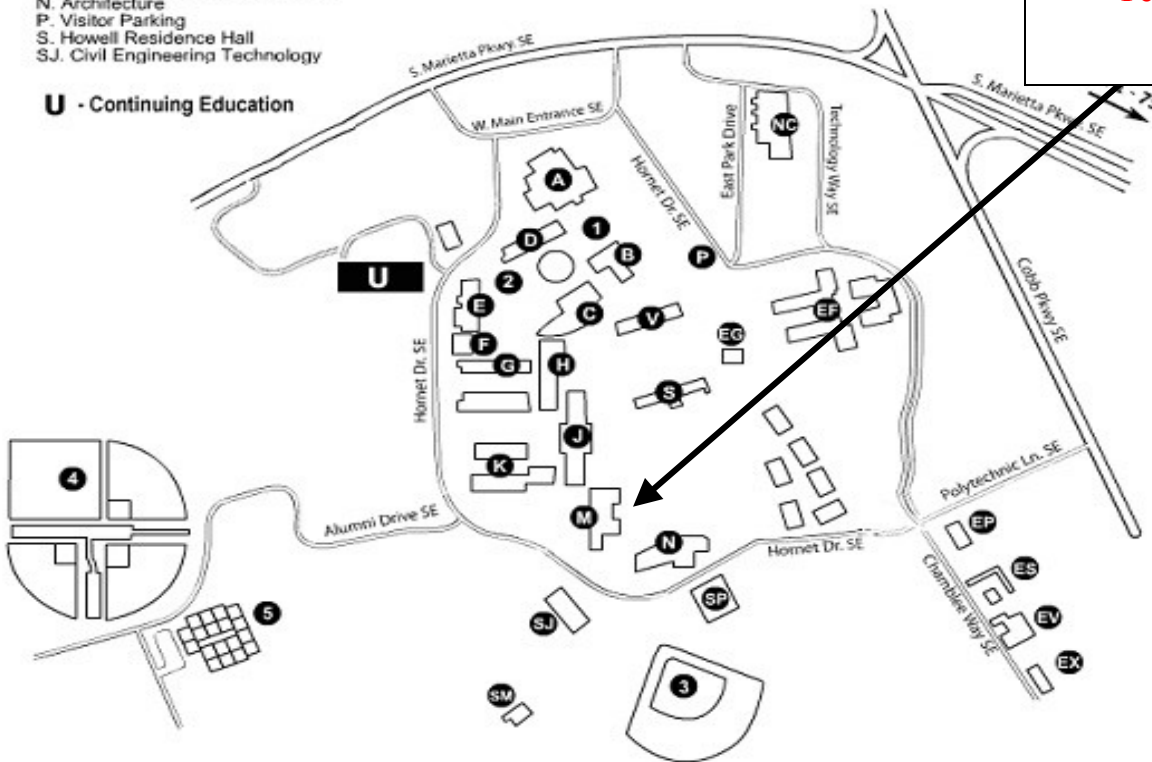 N. Architecture
P. Visitor Parking
S. Howell Residence Hall
SJ. Civil Engineering Technology
U - Continuing Education
S. Marietta Pkwy. SE
S. Marietta Pkwy. SE
W. Main Entrance SE
Hornet Dr. SE
East Park Drive
Technology Way SE
NC
A
1
D
B
P
U
2
E
C
V
EF
Cobb Pkwy SE
F
EG
G
H
Hornet Dr. SE
S
J
K
4
Polytechnic Ln. SE
M
Alumni Drive SE
N
Hornet Dr. SE
EP
ES
Chamblee Way SE
SP
5
SJ
EV
EX
3
SM